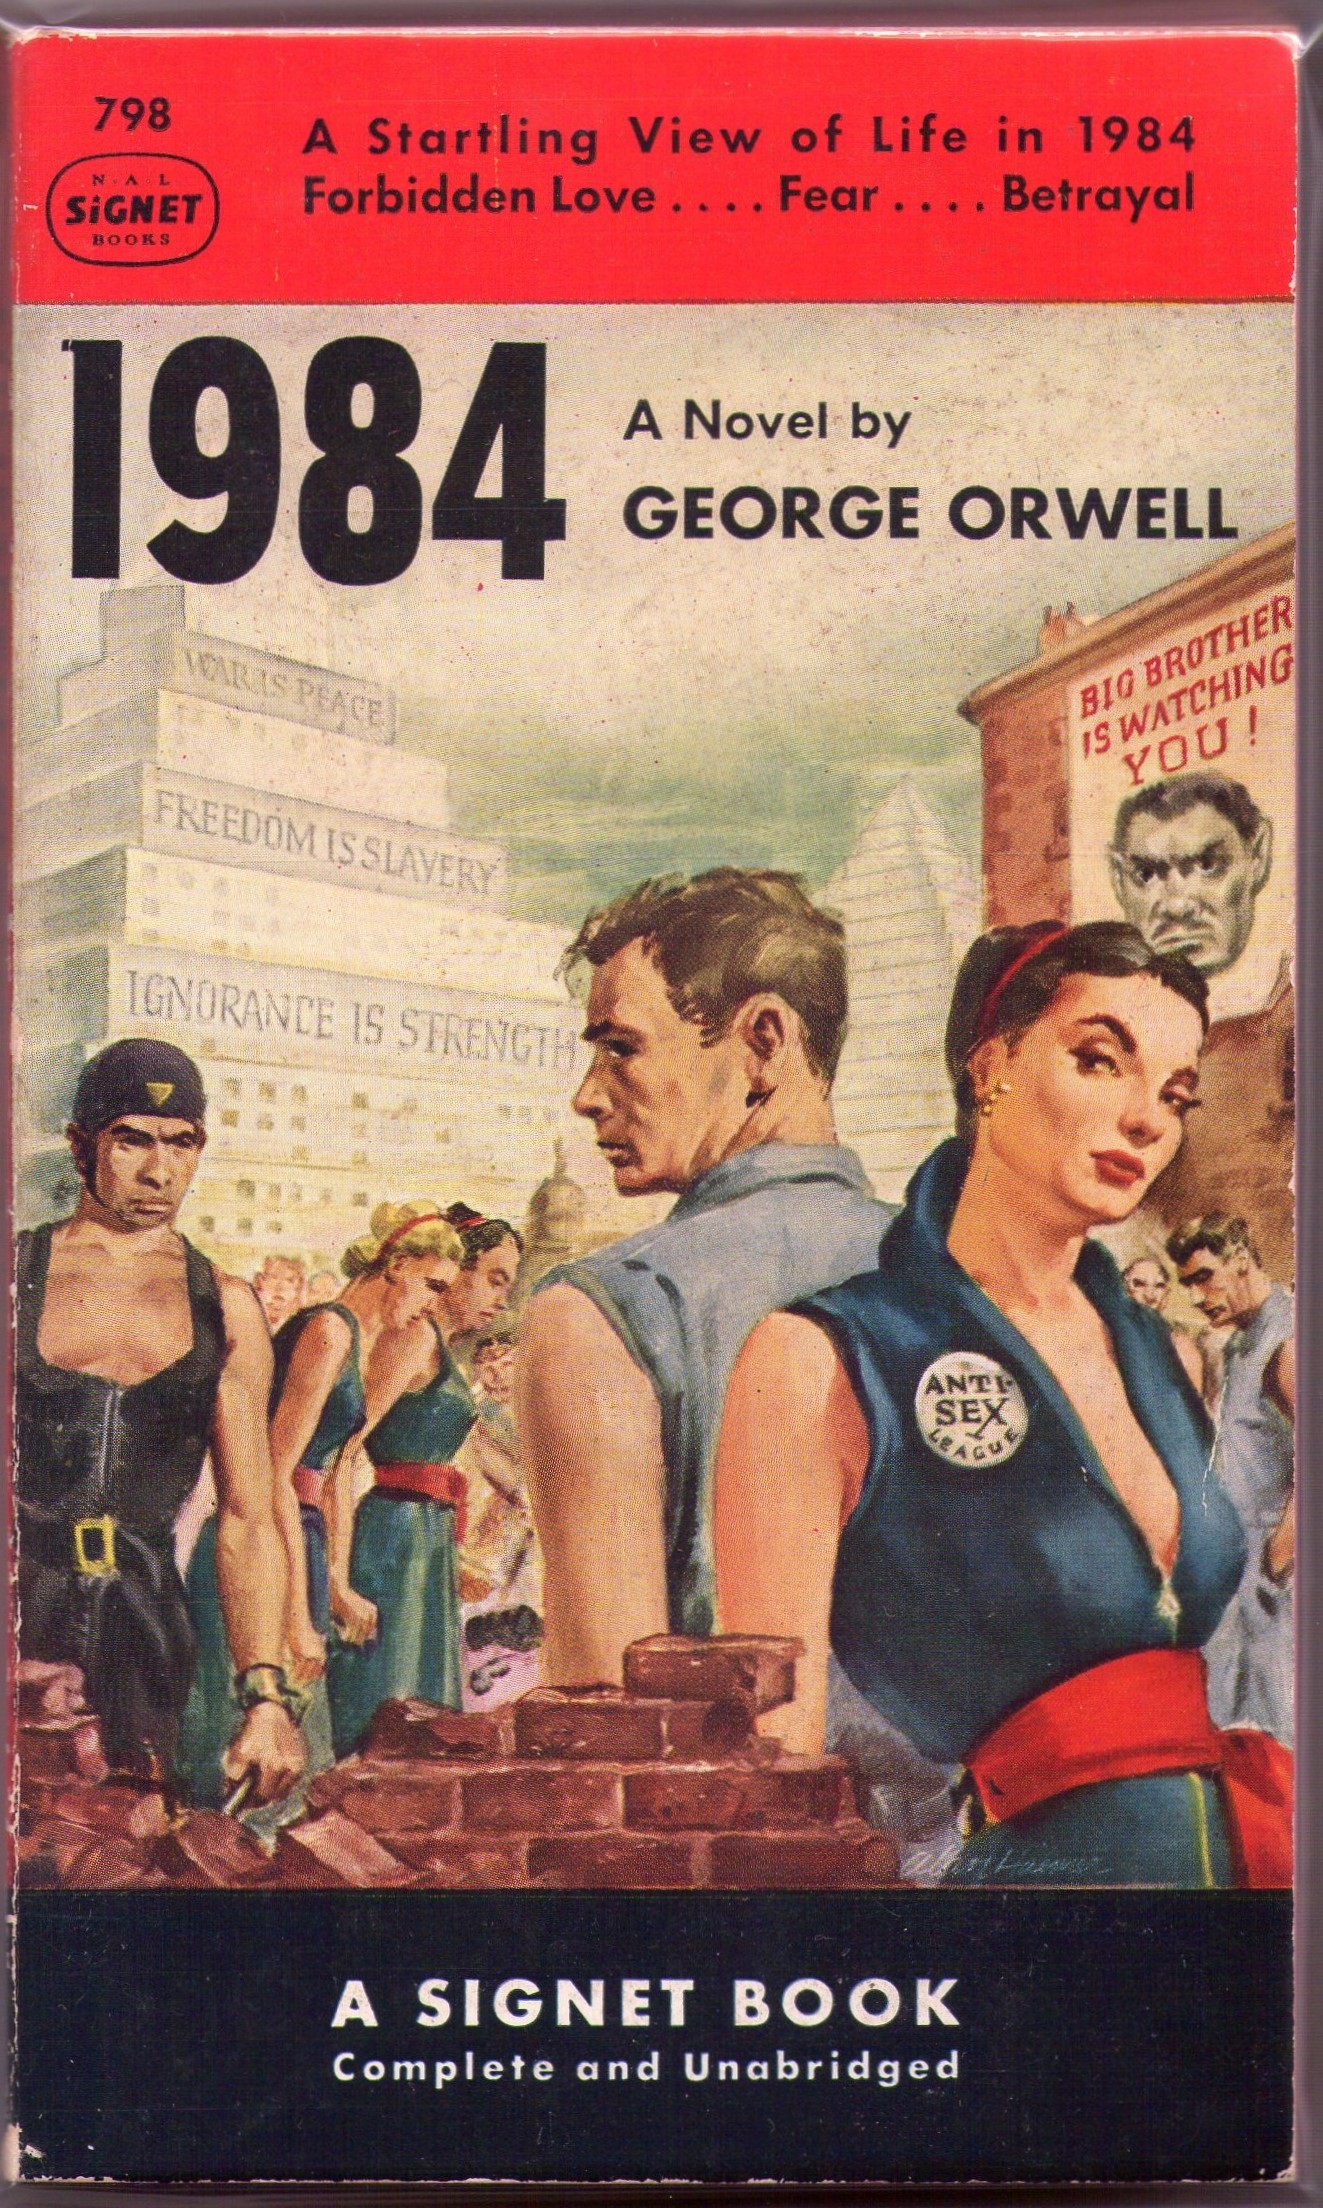 798
N·A·L
SiGNET
BOOKS
A Startling View of Life in 1984
Forbidden Love .... Fear .... Betrayal
1984
A Novel by
GEORGE ORWELL
WAR IS PEACE
FREEDOM IS SLAVERY
IGNORANCE IS STRENGTH
BIG BROTHER
IS WATCHING
YOU!
ANTI-
SEX
LEAGUE
A SIGNET BOOK
Complete and Unabridged